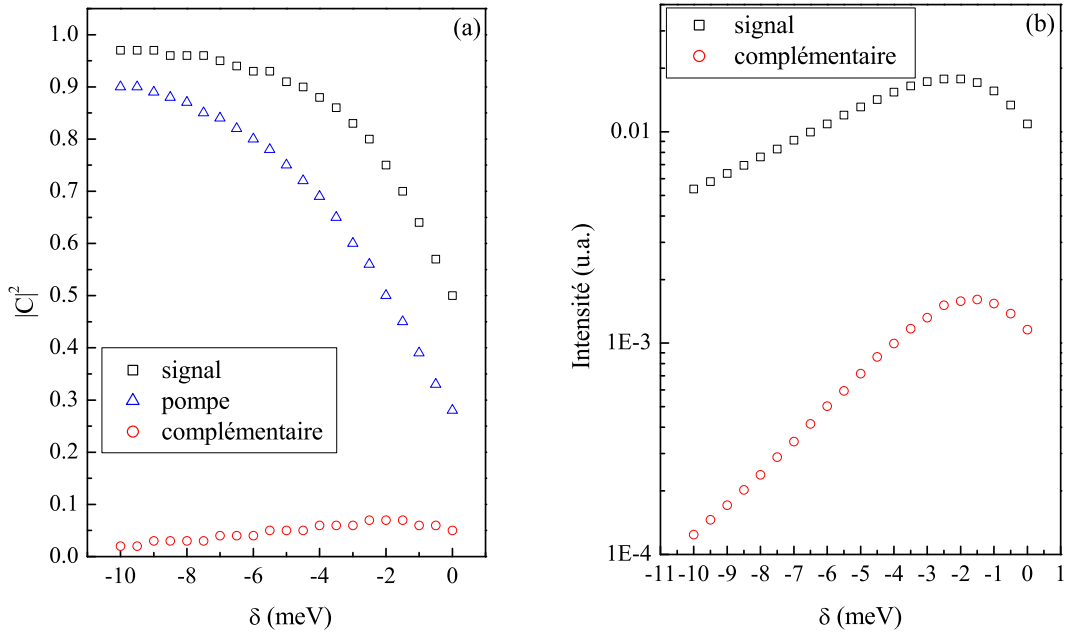 (a)
1.0
0.9
0.8
0.7
0.6
0.5
0.4
0.3
0.2
0.1
0.0
|C|²
signal
pompe
complémentaire
-10 -8 -6 -4 -2 0
δ (meV)
(b)
signal
complémentaire
0.01
1E-3
1E-4
Intensité (u.a.)
-11 -10 -9 -8 -7 -6 -5 -4 -3 -2 -1 0 1
δ (meV)